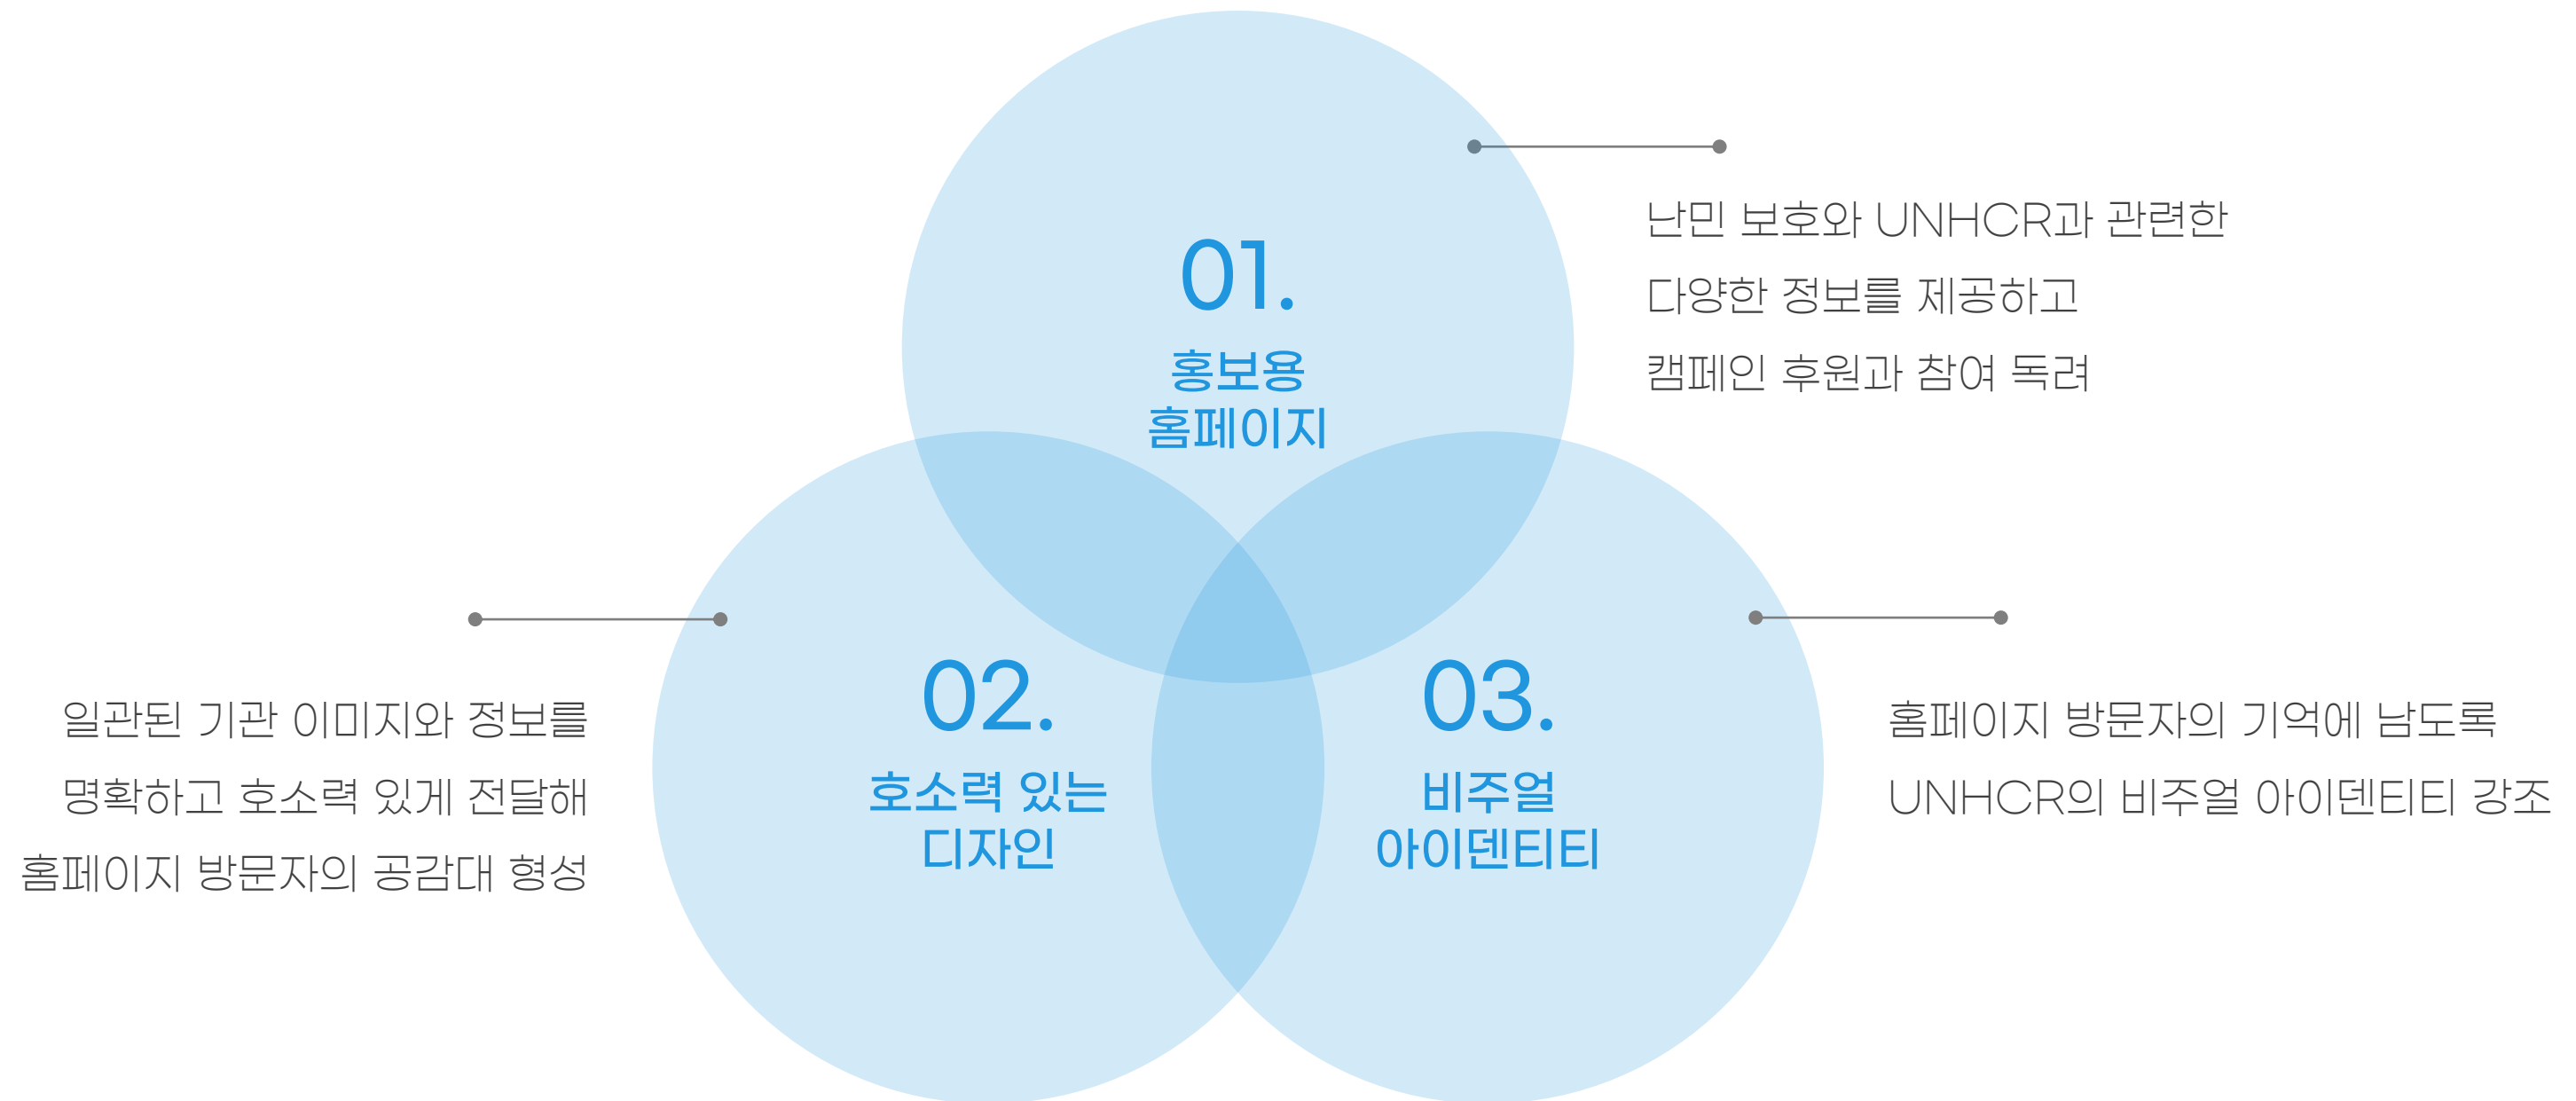 01.
홍보용
홈페이지
난민 보호와 UNHCR과 관련한
다양한 정보를 제공하고
캠페인 후원과 참여 독려
02.
호소력 있는
디자인
일관된 기관 이미지와 정보를
명확하고 호소력 있게 전달해
홈페이지 방문자의 공감대 형성
03.
비주얼
아이덴티티
홈페이지 방문자의 기억에 남도록
UNHCR의 비주얼 아이덴티티 강조